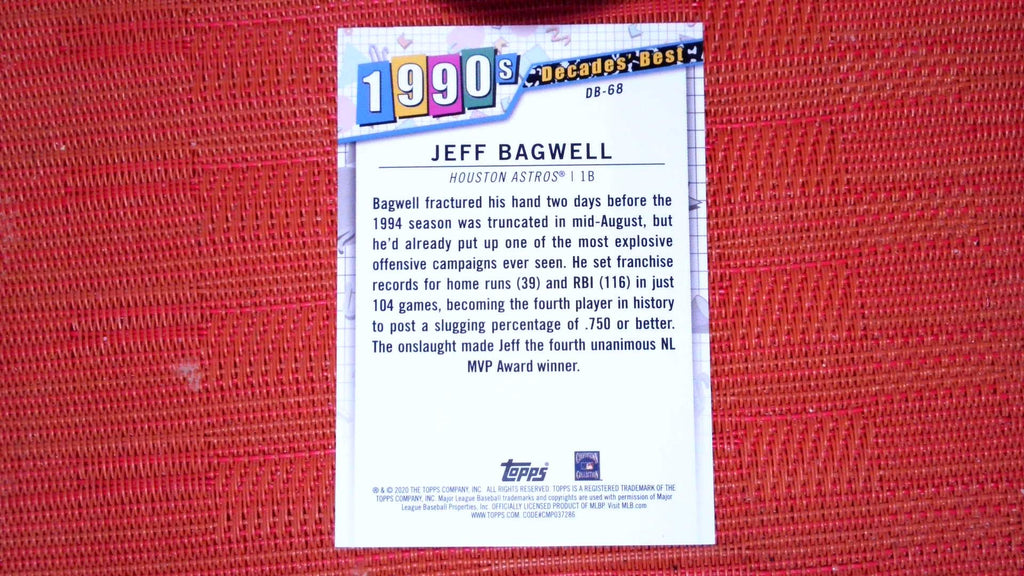 1990s Decades' Best
DB-68
JEFF BAGWELL
HOUSTON ASTROS® | 1B
Bagwell fractured his hand two days before the
1994 season was truncated in mid-August, but
he'd already put up one of the most explosive
offensive campaigns ever seen. He set franchise
records for home runs (39) and RBI (116) in just
104 games, becoming the fourth player in history
to post a slugging percentage of .750 or better.
The onslaught made Jeff the fourth unanimous NL
MVP Award winner.
topps®
COOPERSTOWN
COLLECTION
® & © 2020 THE TOPPS COMPANY, INC. ALL RIGHTS RESERVED. TOPPS IS A REGISTERED TRADEMARK OF THE
TOPPS COMPANY, INC. Major League Baseball trademarks and copyrights are used with permission of Major
League Baseball Properties, Inc. OFFICIALLY LICENSED PRODUCT OF MLBP. Visit MLB.com
WWW.TOPPS.COM. CODE#CMP037286